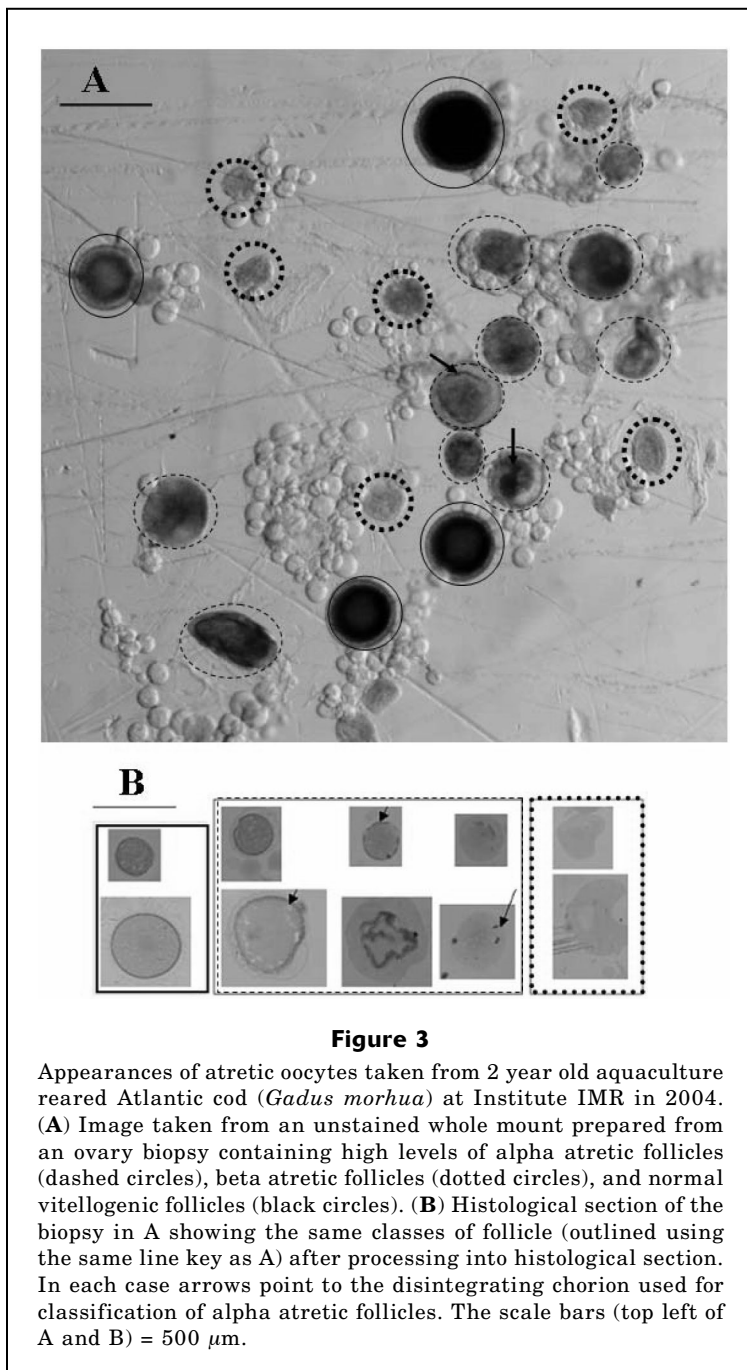 A
B
Figure 3
Appearances of atretic oocytes taken from 2 year old aquaculture
reared Atlantic cod (Gadus morhua) at Institute IMR in 2004.
(A) Image taken from an unstained whole mount prepared from
an ovary biopsy containing high levels of alpha atretic follicles
(dashed circles), beta atretic follicles (dotted circles), and normal
vitellogenic follicles (black circles). (B) Histological section of the
biopsy in A showing the same classes of follicle (outlined using
the same line key as A) after processing into histological section.
In each case arrows point to the disintegrating chorion used for
classification of alpha atretic follicles. The scale bars (top left of
A and B) = 500 μm.